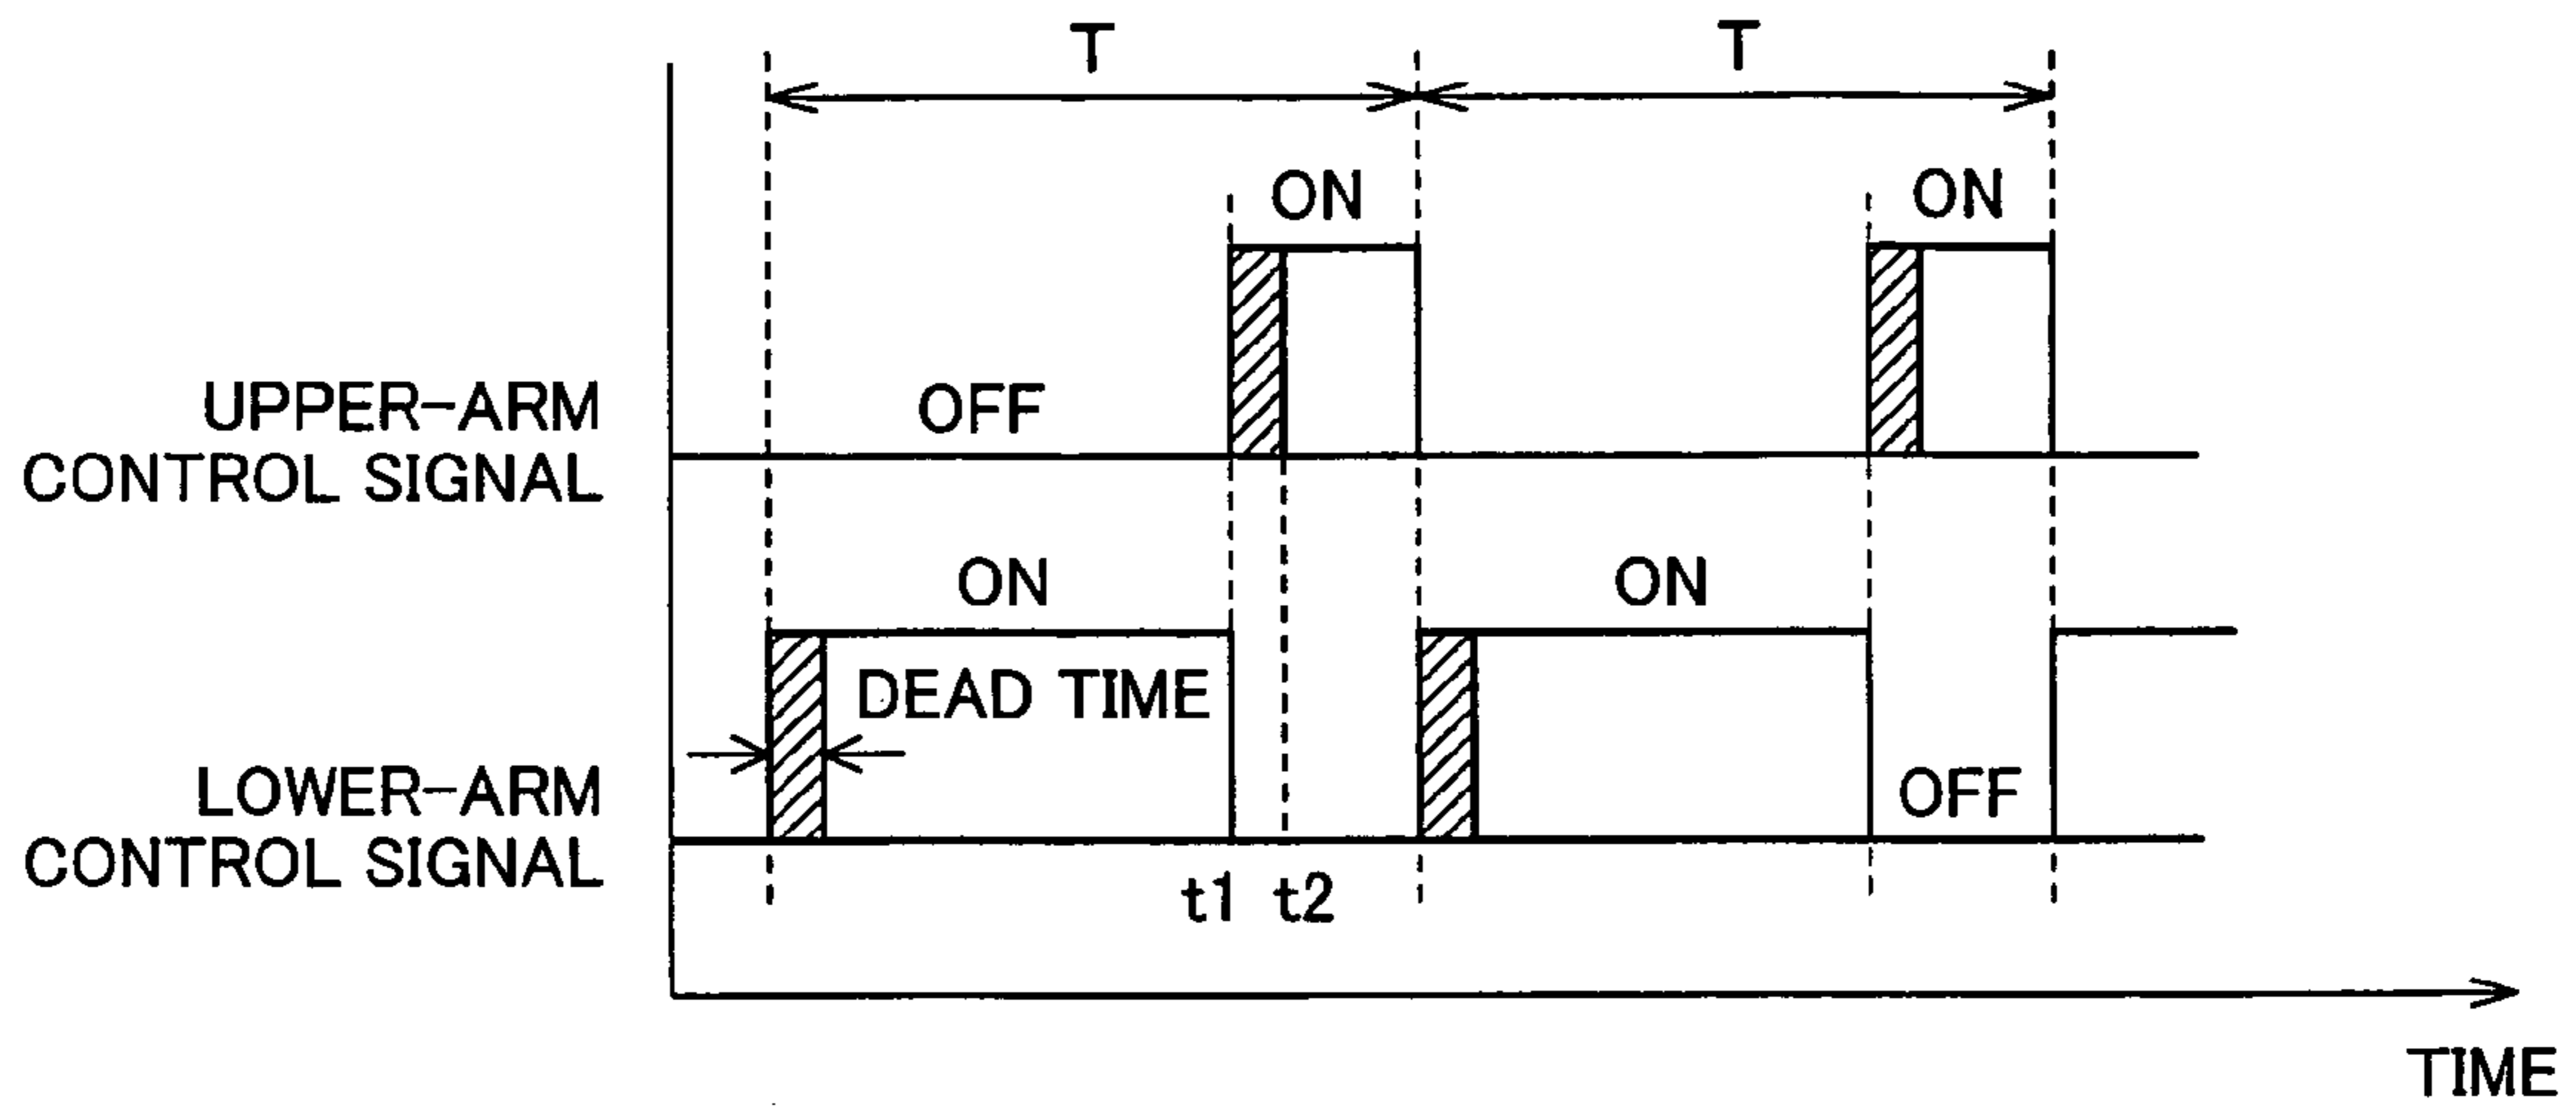 T
T
ON
ON
OFF
UPPER-ARM
CONTROL SIGNAL
ON
ON
DEAD TIME
OFF
LOWER-ARM
CONTROL SIGNAL
t1 t2
TIME